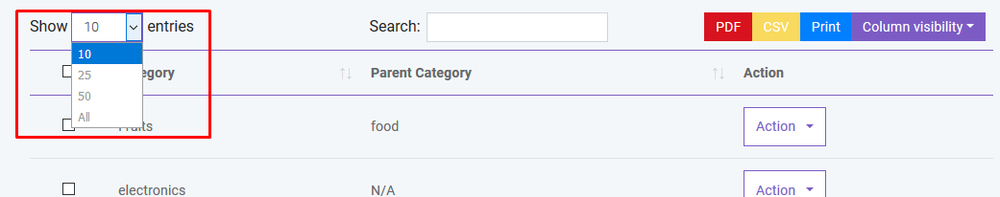 Show 10 entries Search: PDF CSV Print Column visibility
10
25
50
All
egory Parent Category Action
Fruits food Action
electronics N/A Action